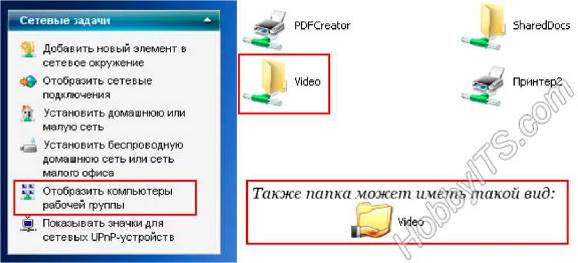 Сетевые задачи
Добавить новый элемент в
сетевое окружение
Отобразить сетевые
подключения
Установить домашнюю или
малую сеть
Установить беспроводную
домашнюю сеть или сеть
малого офиса
Отобразить компьютеры
рабочей группы
Показывать значки для
сетевых UPnP-устройств
PDFCreator
SharedDocs
Video
Принтер2
Также папка может иметь такой вид:
Video
HobbyITS.com